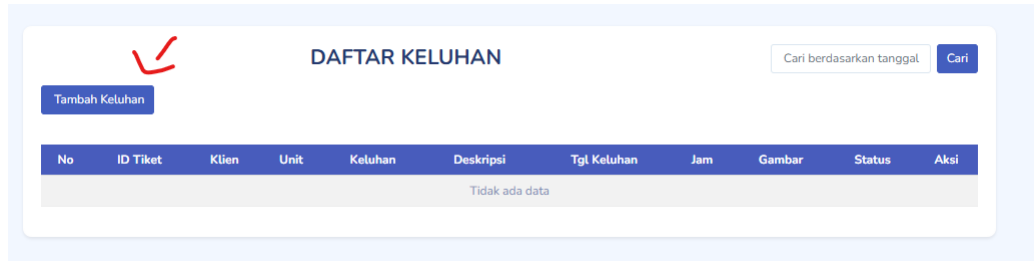 DAFTAR KELUHAN
Cari berdasarkan tanggal Cari
Tambah Keluhan
No ID Tiket Klien Unit Keluhan Deskripsi Tgl Keluhan Jam Gambar Status Aksi
Tidak ada data